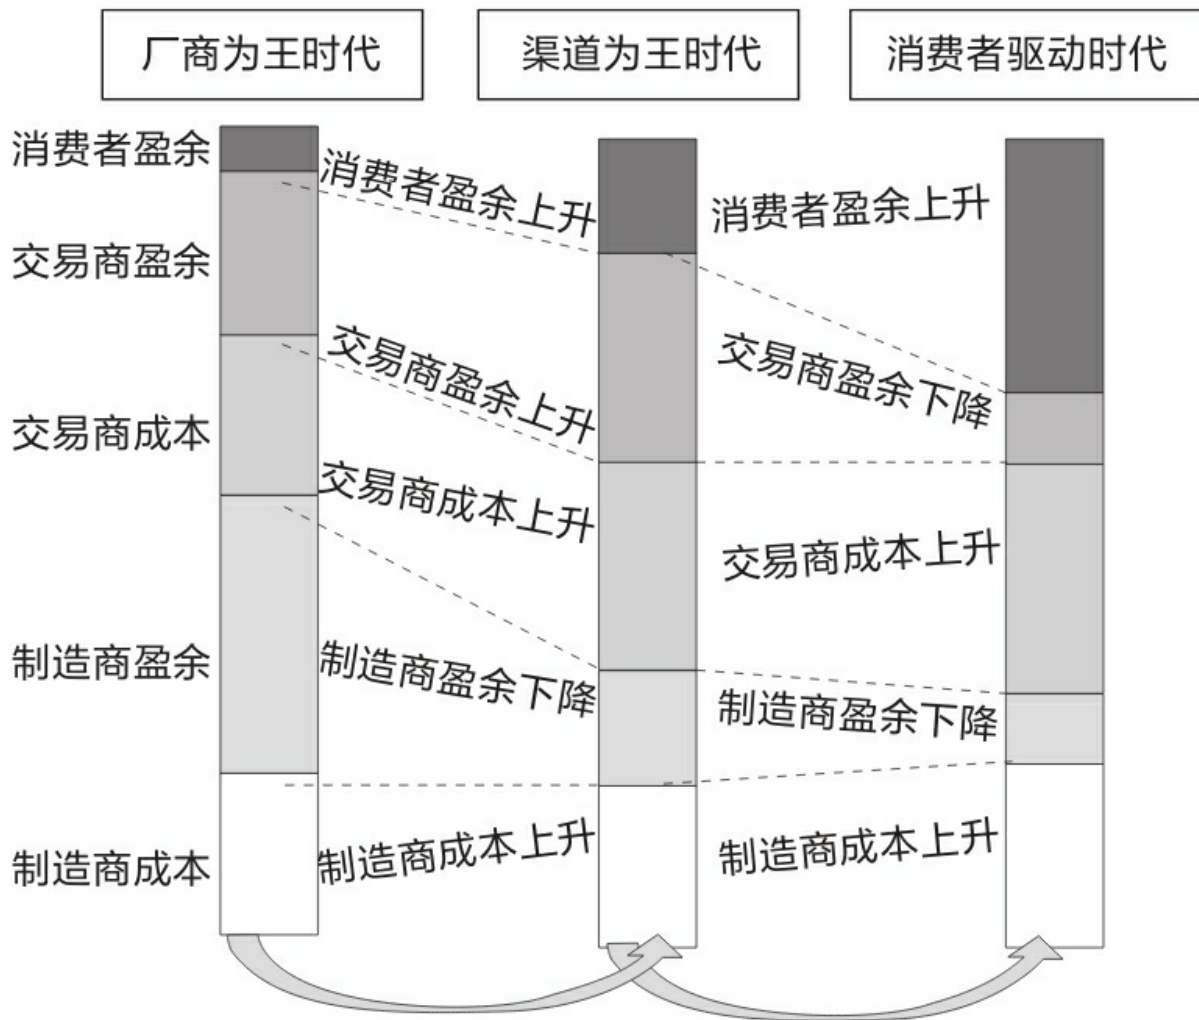 厂商为王时代
渠道为王时代
消费者驱动时代
消费者盈余
交易商盈余
交易商成本
制造商盈余
制造商成本
消费者盈余上升
交易商盈余上升
交易商成本上升
制造商盈余下降
制造商成本上升
消费者盈余上升
交易商盈余下降
交易商成本上升
制造商盈余下降
制造商成本上升